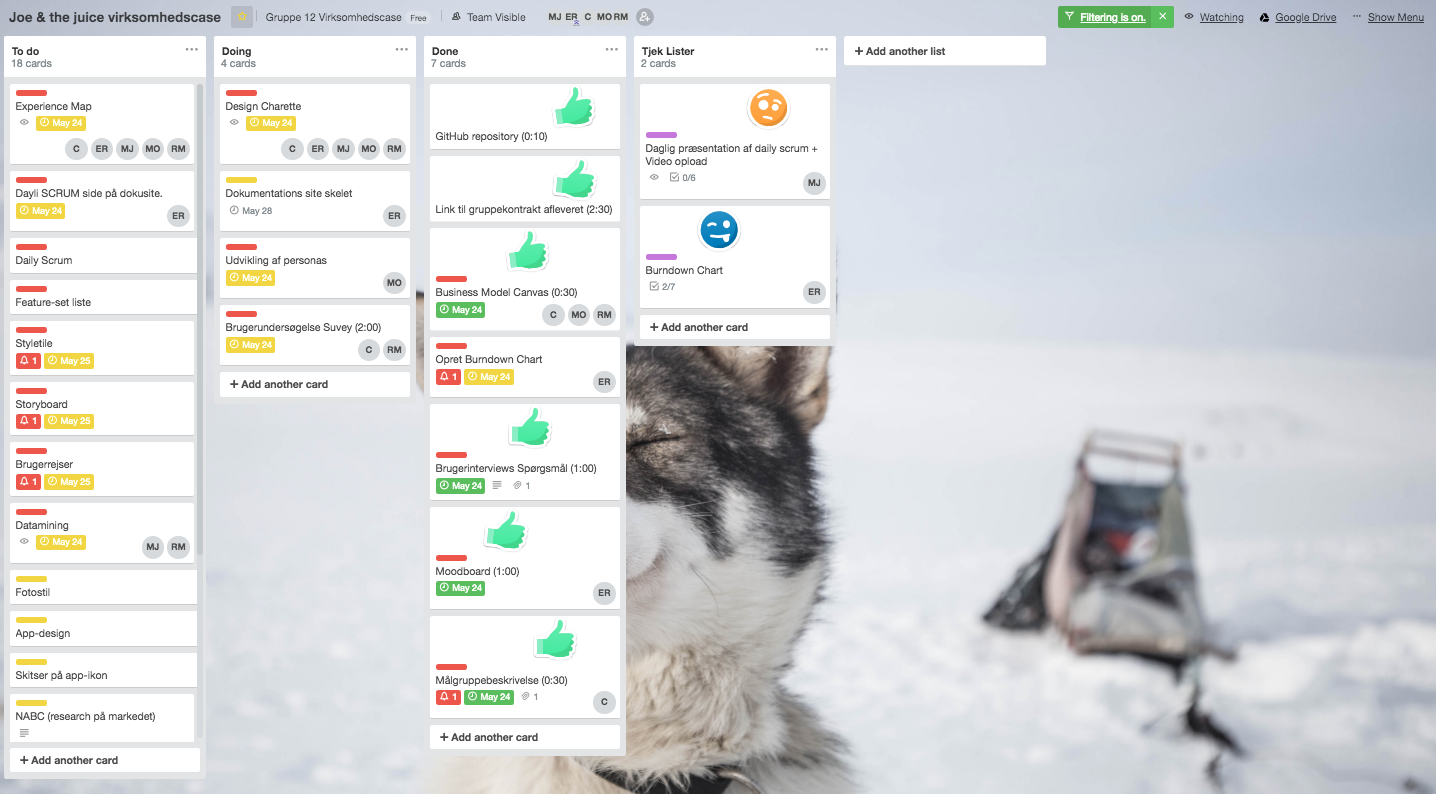 Joe & the juice virksomhedscase
Gruppe 12 Virksomhedscase Free
Team Visible
MJ ER C MO RM
Filtering is on.
Watching
Google Drive
Show Menu
To do
18 cards
Experience Map
May 24
C ER MJ MO RM
Dayli SCRUM side på dokusite.
May 24
ER
Daily Scrum
Feature-set liste
Styletile
1 May 25
Storyboard
1 May 25
Brugerrejser
1 May 25
Datamining
May 24
MJ RM
Fotostil
App-design
Skitser på app-ikon
NABC (research på markedet)
+ Add another card
Doing
4 cards
Design Charette
May 24
C ER MJ MO RM
Dokumentations site skelet
May 28
ER
Udvikling af personas
May 24
MO
Brugerundersøgelse Suvey (2:00)
May 24
C RM
+ Add another card
Done
7 cards
GitHub repository (0:10)
Link til gruppekontrakt afleveret (2:30)
Business Model Canvas (0:30)
May 24
C MO RM
Opret Burndown Chart
1 May 24
ER
Brugerinterviews Spørgsmål (1:00)
May 24 1
Moodboard (1:00)
May 24
ER
Målgruppebeskrivelse (0:30)
1 May 24 1
C
+ Add another card
Tjek Lister
2 cards
Daglig præsentation af daily scrum +
Video opload
0/6
MJ
Burndown Chart
2/7
ER
+ Add another card
+ Add another list